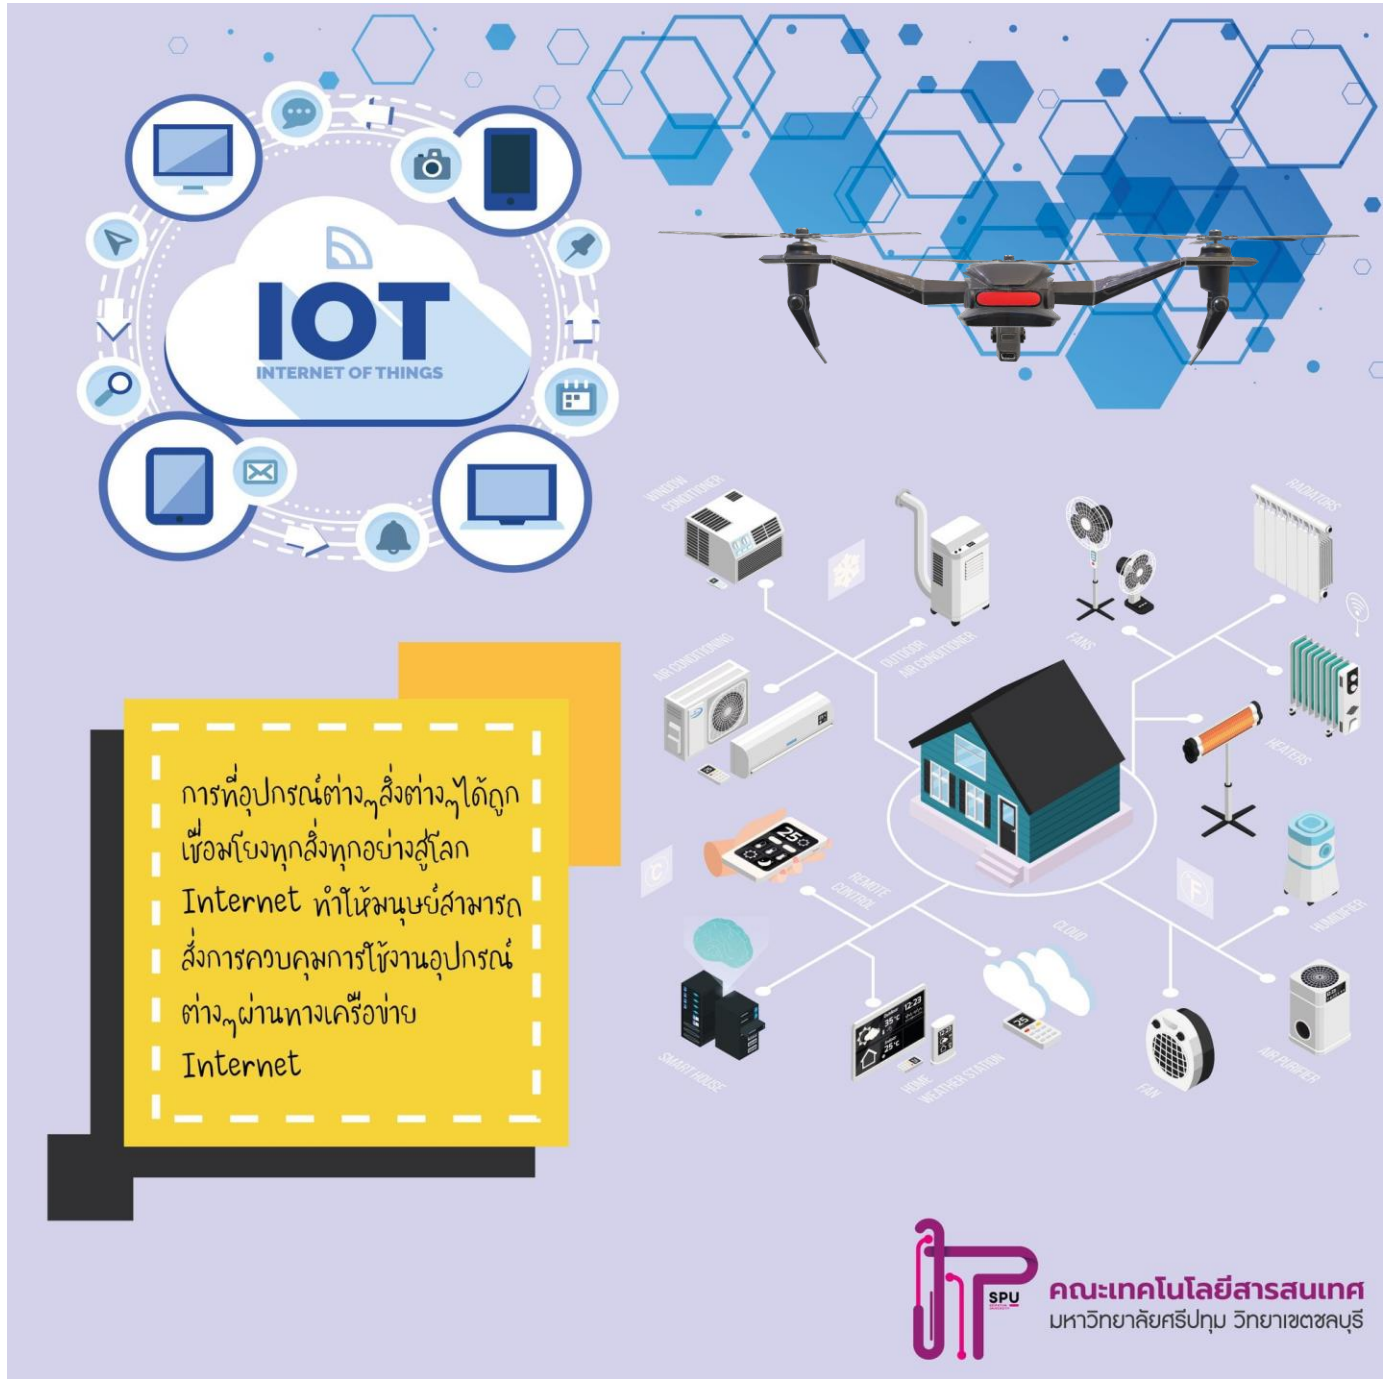 IOT
INTERNET OF THINGS
WINDOW
CONDITIONER
RADIATORS
AIR CONDITIONING
OUTDOOR
AIR CONDITIONER
FANS
HEATERS
การที่อุปกรณ์ต่างๆสิ่งต่างๆได้ถูก
เชื่อมโยงทุกสิ่งทุกอย่างสู่โลก
Internet ทำให้มนุษย์สามารถ
สั่งการควบคุมการใช้งานอุปกรณ์
ต่างๆผ่านทางเครือข่าย
Internet
25°
°C
REMOTE
CONTROL
°F
HUMIDIFIER
CLOUD
SMART HOUSE
12:23
35°c
25°c
25
HOME
WEATHER STATION
FAN
AIR PURIFIER
SPU
คณะเทคโนโลยีสารสนเทศ
มหาวิทยาลัยศรีปทุม วิทยาเขตชลบุรี